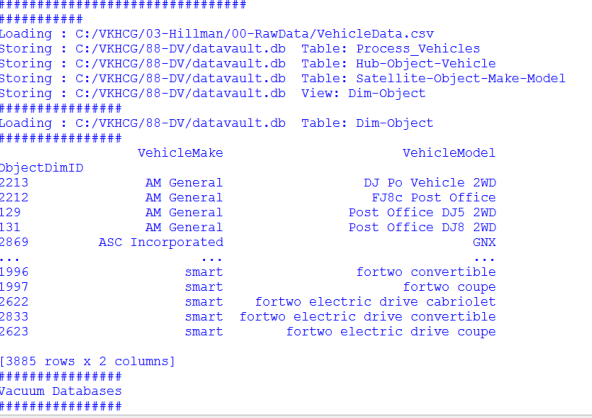 ################################
###########
Loading : C:/VKHCG/03-Hillman/00-RawData/VehicleData.csv
Storing : C:/VKHCG/88-DV/datavault.db  Table: Process_Vehicles
Storing : C:/VKHCG/88-DV/datavault.db  Table: Hub-Object-Vehicle
Storing : C:/VKHCG/88-DV/datavault.db  Table: Satellite-Object-Make-Model
Storing : C:/VKHCG/88-DV/datavault.db  View: Dim-Object
################
Loading : C:/VKHCG/88-DV/datavault.db  Table: Dim-Object
################
VehicleMake VehicleModel
ObjectDimID
2213 AM General DJ Po Vehicle 2WD
2212 AM General FJ8c Post Office
129 AM General Post Office DJ5 2WD
131 AM General Post Office DJ8 2WD
2869 ASC Incorporated GNX
... ... ...
1996 smart fortwo convertible
1997 smart fortwo coupe
2622 smart fortwo electric drive cabriolet
2833 smart fortwo electric drive convertible
2623 smart fortwo electric drive coupe
[3885 rows x 2 columns]
################
Vacuum Databases
################